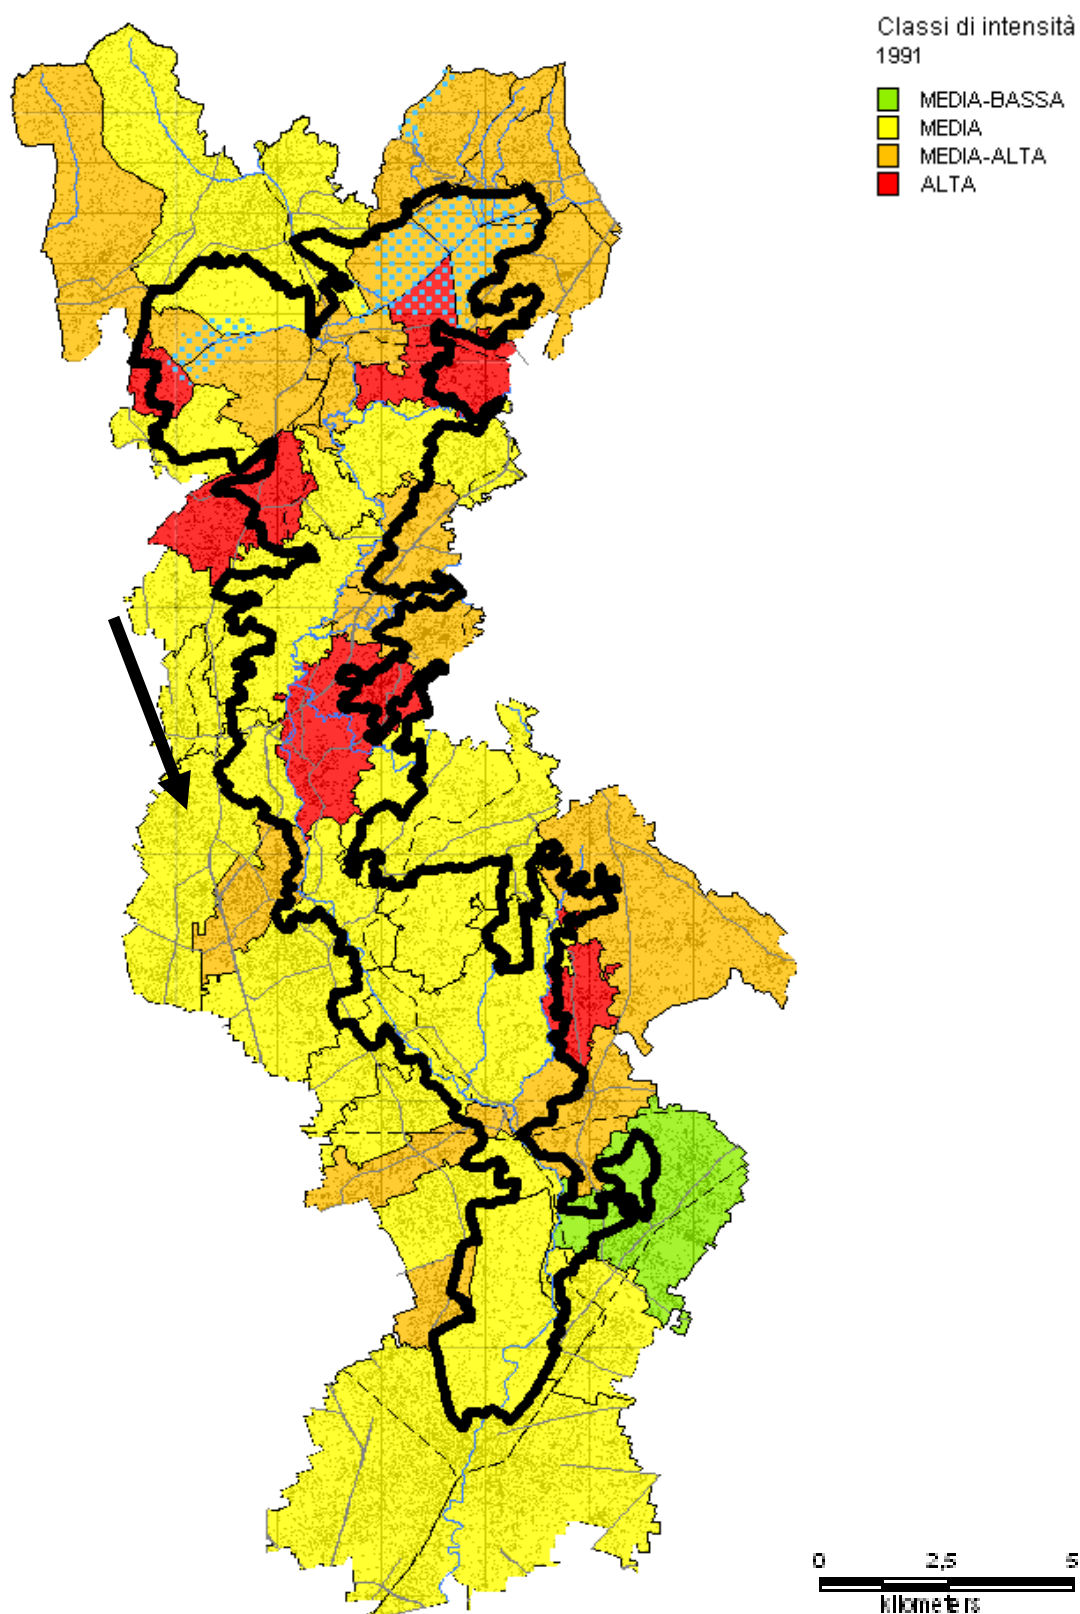 Classi di intensità
1991
MEDIA-BASSA
MEDIA
MEDIA-ALTA
ALTA
0 2,5 5
kilometers